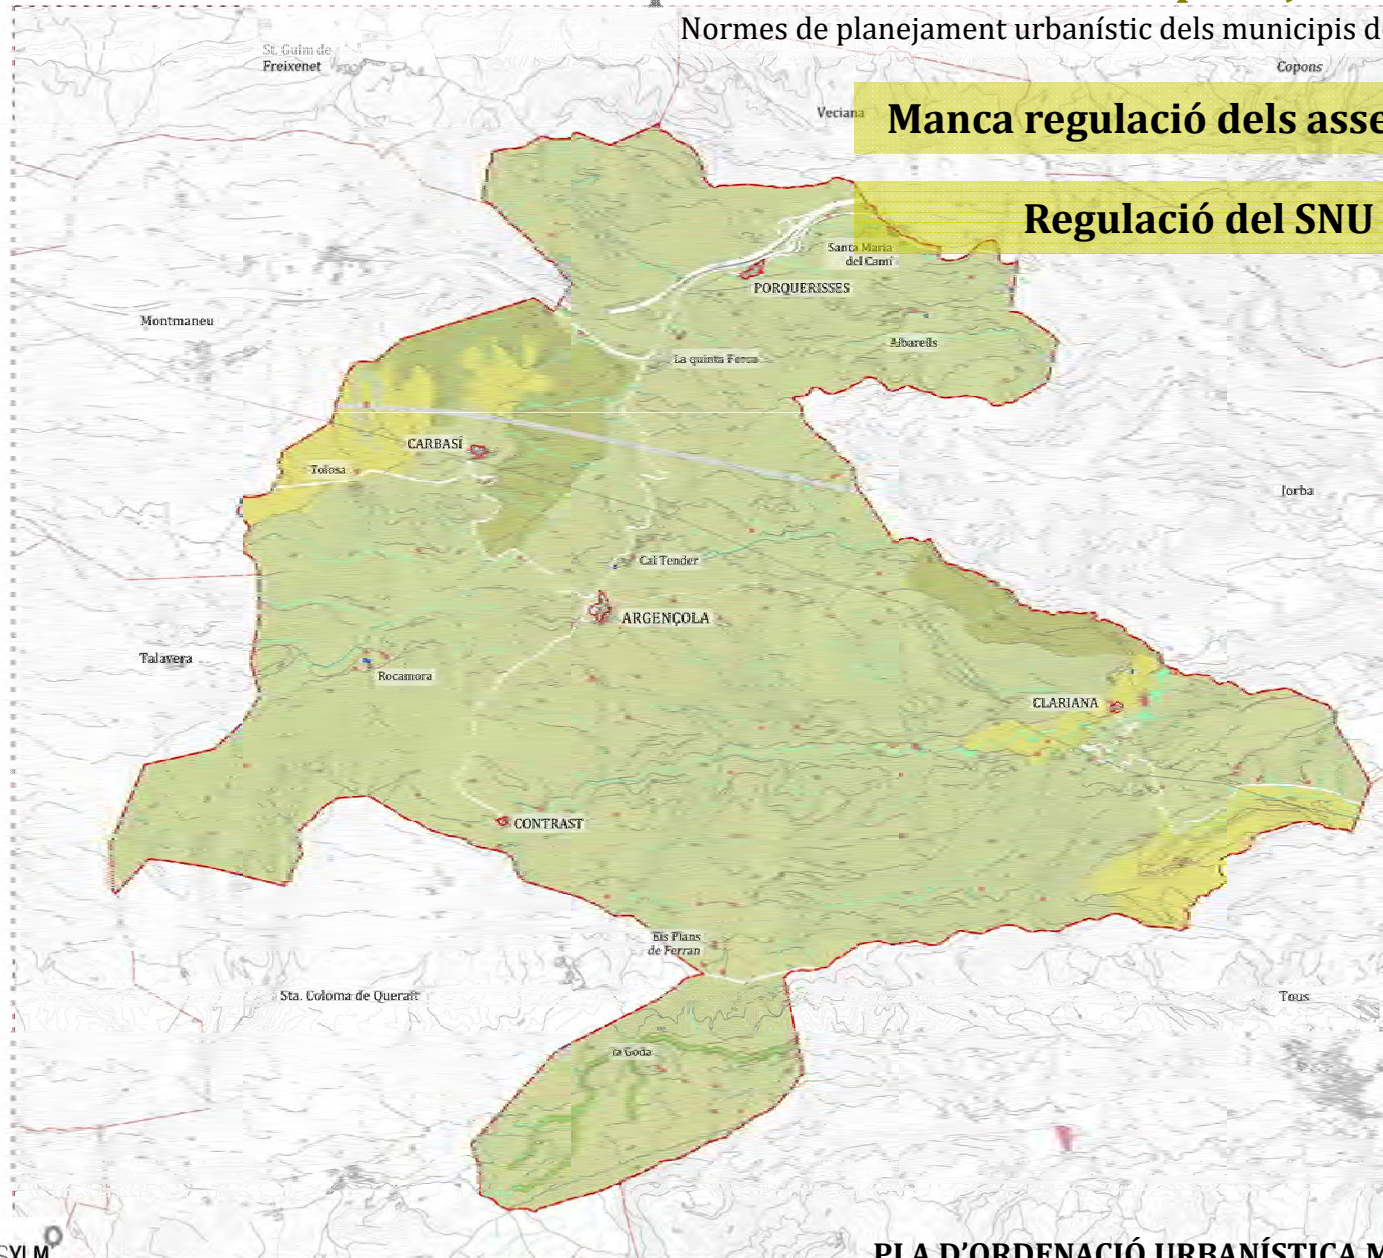 Normes de planejament urbanístic dels municipis d
St. Guim de
Freixenet
Copons
Veciana
Manca regulació dels asse
Regulació del SNU
Santa Maria
del Camí
PORQUERISSES
Montmaneu
Albarells
La quinta Forca
CARBASÍ
Tolosa
Jorba
Cal Tender
ARGENÇOLA
Talavera
Rocamora
CLARIANA
CONTRAST
Els Plans
de Ferran
Sta. Coloma de Queralt
Tous
la Goda
PLA D'ORDENACIÓ URBANÍSTICA M